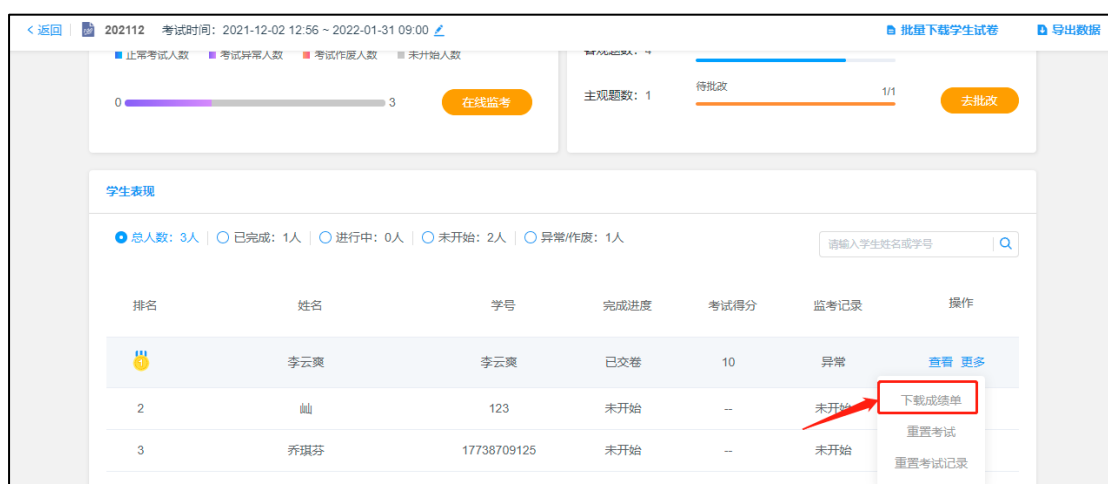 < 返回 202112 考试时间：2021-12-02 12:56 ~ 2022-01-31 09:00 批量下载学生试卷 导出数据
正常考试人数 考试异常人数 考试作废人数 未开始人数
客观题数：4
0 3 在线监考
主观题数：1 待批改 1/1 去批改
学生表现
总人数：3人 已完成：1人 进行中：0人 未开始：2人 异常/作废：1人 请输入学生姓名或学号
排名 姓名 学号 完成进度 考试得分 监考记录 操作
1 李云爽 李云爽 已交卷 10 异常 查看 更多
下载成绩单
2 123 未开始 -- 未开始
重置考试
3 乔琪芬 17738709125 未开始 -- 未开始
重置考试记录